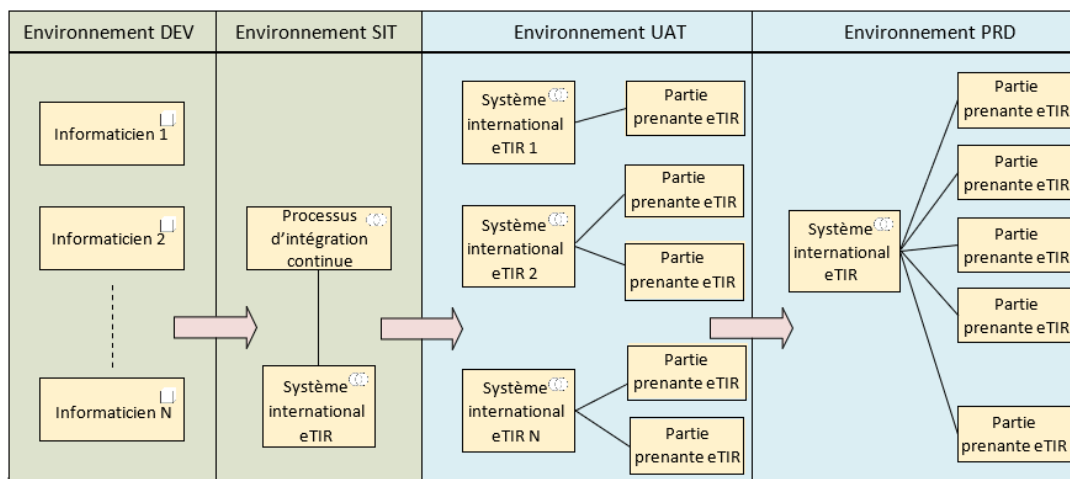 Environnement DEV
Environnement SIT
Environnement UAT
Environnement PRD
Informaticien 1
Informaticien 2
Informaticien N
Processus
d'intégration
continue
Système
international
eTIR
Système
international
eTIR 1
Partie
prenante eTIR
Système
international
eTIR 2
Partie
prenante eTIR
Partie
prenante eTIR
Système
international
eTIR N
Partie
prenante eTIR
Partie
prenante eTIR
Système
international
eTIR
Partie
prenante eTIR
Partie
prenante eTIR
Partie
prenante eTIR
Partie
prenante eTIR
Partie
prenante eTIR